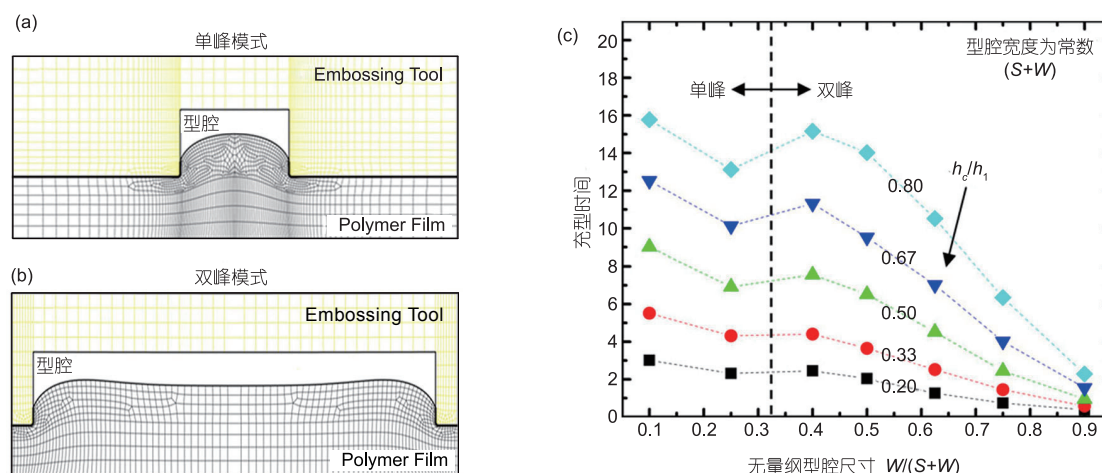 (a)
单峰模式
Embossing Tool
型腔
Polymer Film
(b)
双峰模式
Embossing Tool
型腔
Polymer Film
(c)
型腔宽度为常数
(S+W)
单峰
双峰
h_c/h_1
0.80
0.67
0.50
0.33
0.20
充型时间
20
18
16
14
12
10
8
6
4
2
0
0.1 0.2 0.3 0.4 0.5 0.6 0.7 0.8 0.9
无量纲型腔尺寸 W/(S+W)